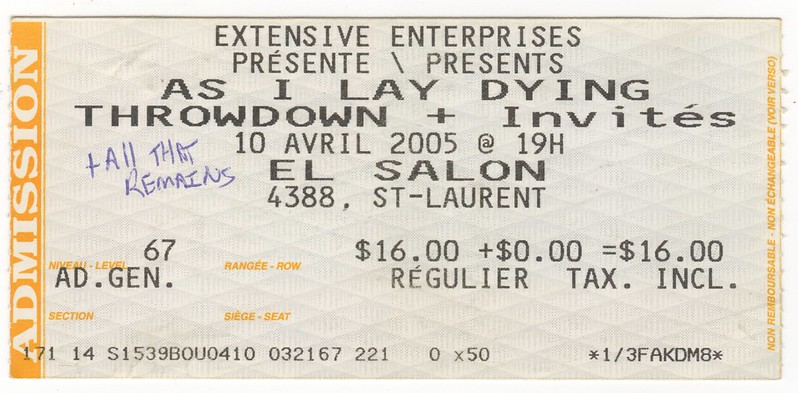 ADMISSION
EXTENSIVE ENTERPRISES
PRÉSENTE \ PRESENTS
AS I LAY DYING
THROWDOWN + Invités
10 AVRIL 2005 @ 19H
+ All THAT
REMAINS
EL SALON
4388, ST-LAURENT
67 $16.00 +$0.00 =$16.00
NIVEAU - LEVEL RANGÉE - ROW
AD.GEN. RÉGULIER TAX. INCL.
SECTION SIÈGE - SEAT
171 14 S1539BOU0410 032167 221 0 x50 *1/3FAKDM8*
NON REMBOURSABLE - NON ÉCHANGEABLE (VOIR VERSO)